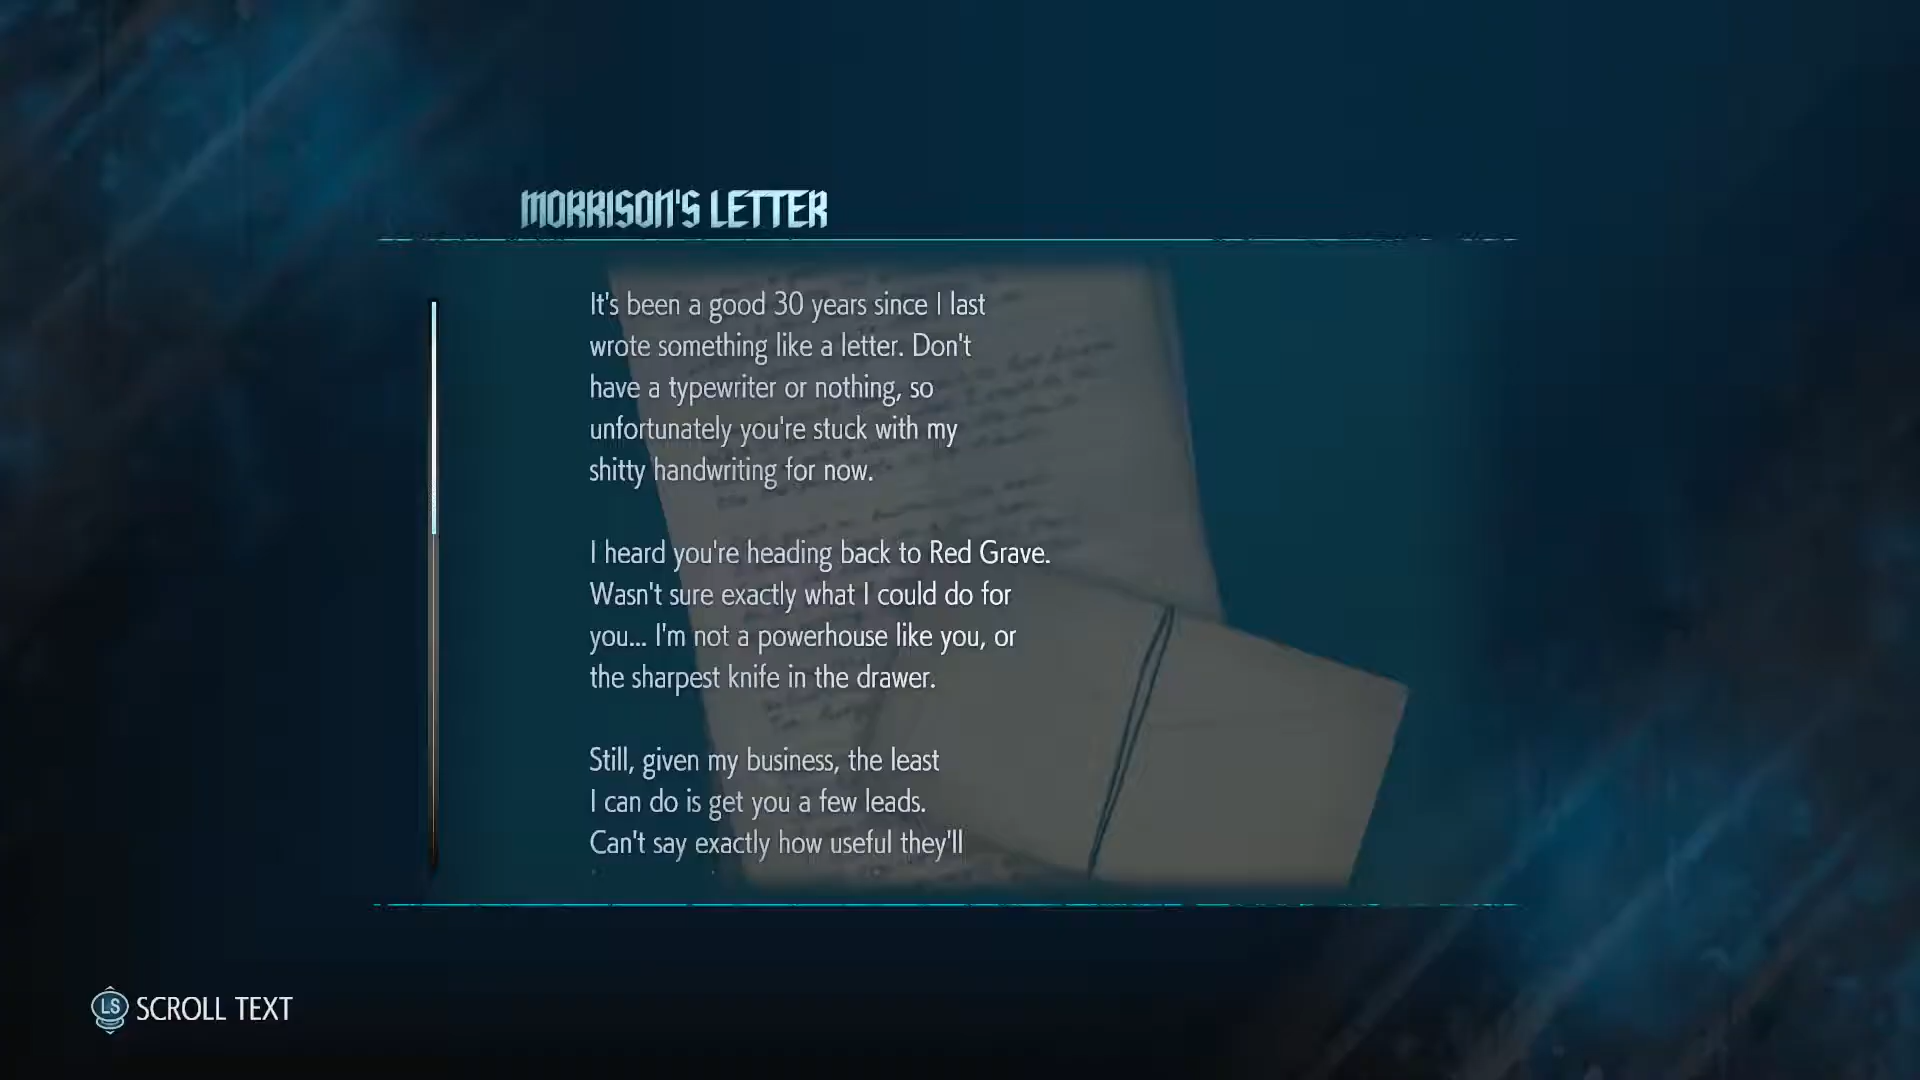 MORRISON'S LETTER
It's been a good 30 years since I last
wrote something like a letter. Don't
have a typewriter or nothing, so
unfortunately you're stuck with my
shitty handwriting for now.
I heard you're heading back to Red Grave.
Wasn't sure exactly what I could do for
you... I'm not a powerhouse like you, or
the sharpest knife in the drawer.
Still, given my business, the least
I can do is get you a few leads.
Can't say exactly how useful they'll
LS SCROLL TEXT